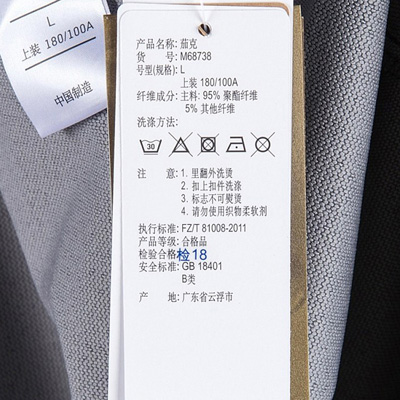 L
上装 180/100A
中国制造
产品名称: 茄克
货 号: M68738
号型(规格): L
上装 180/100A
纤维成分: 主料: 95% 聚酯纤维
5% 其他纤维
洗涤方法:
30
注 意: 1. 里翻外洗烫
2. 扣上扣件洗涤
3. 标志不可熨烫
4. 请勿使用织物柔软剂
执行标准: FZ/T 81008-2011
产品等级: 合格品
检验合格 检18
安全标准: GB 18401
B类
产 地: 广东省云浮市